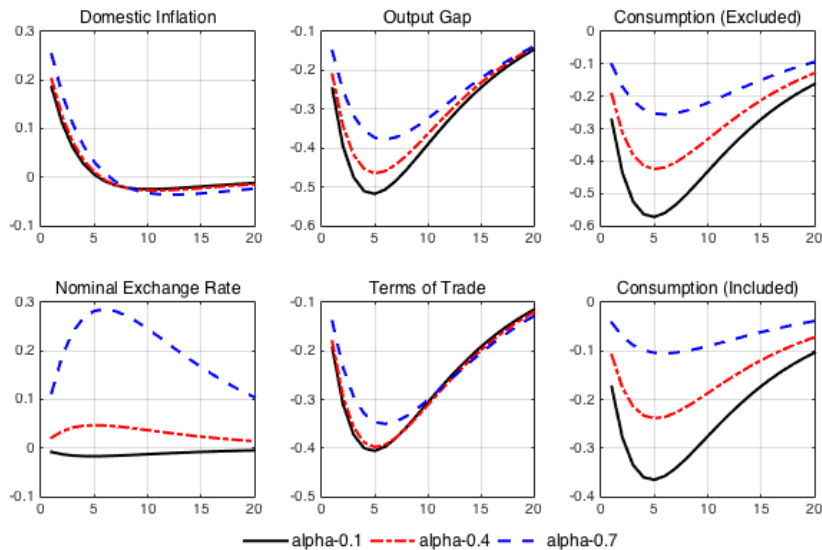 Domestic Inflation
0.3
0.2
0.1
0
-0.1
0 5 10 15 20
Output Gap
-0.1
-0.2
-0.3
-0.4
-0.5
-0.6
0 5 10 15 20
Consumption (Excluded)
0
-0.1
-0.2
-0.3
-0.4
-0.5
-0.6
0 5 10 15 20
Nominal Exchange Rate
0.3
0.2
0.1
0
-0.1
0 5 10 15 20
Terms of Trade
-0.1
-0.2
-0.3
-0.4
-0.5
0 5 10 15 20
Consumption (Included)
0
-0.1
-0.2
-0.3
-0.4
0 5 10 15 20
alpha-0.1 alpha-0.4 alpha-0.7